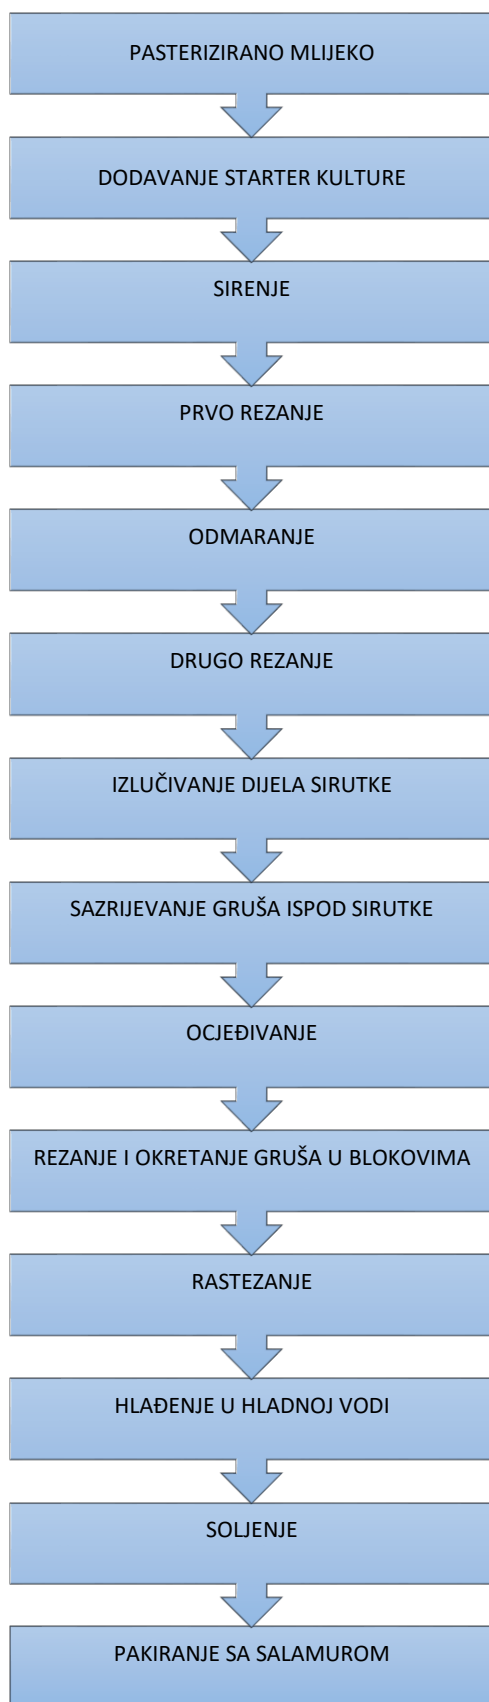 PASTERIZIRANO MLIJEKO
DODAVANJE STARTER KULTURE
SIRENJE
PRVO REZANJE
ODMARANJE
DRUGO REZANJE
IZLUČIVANJE DIJELA SIRUTKE
SAZRIJEVANJE GRUŠA ISPOD SIRUTKE
OCJEĐIVANJE
REZANJE I OKRETANJE GRUŠA U BLOKOVIMA
RASTEZANJE
HLAĐENJE U HLADNOJ VODI
SOLJENJE
PAKIRANJE SA SALAMUROM